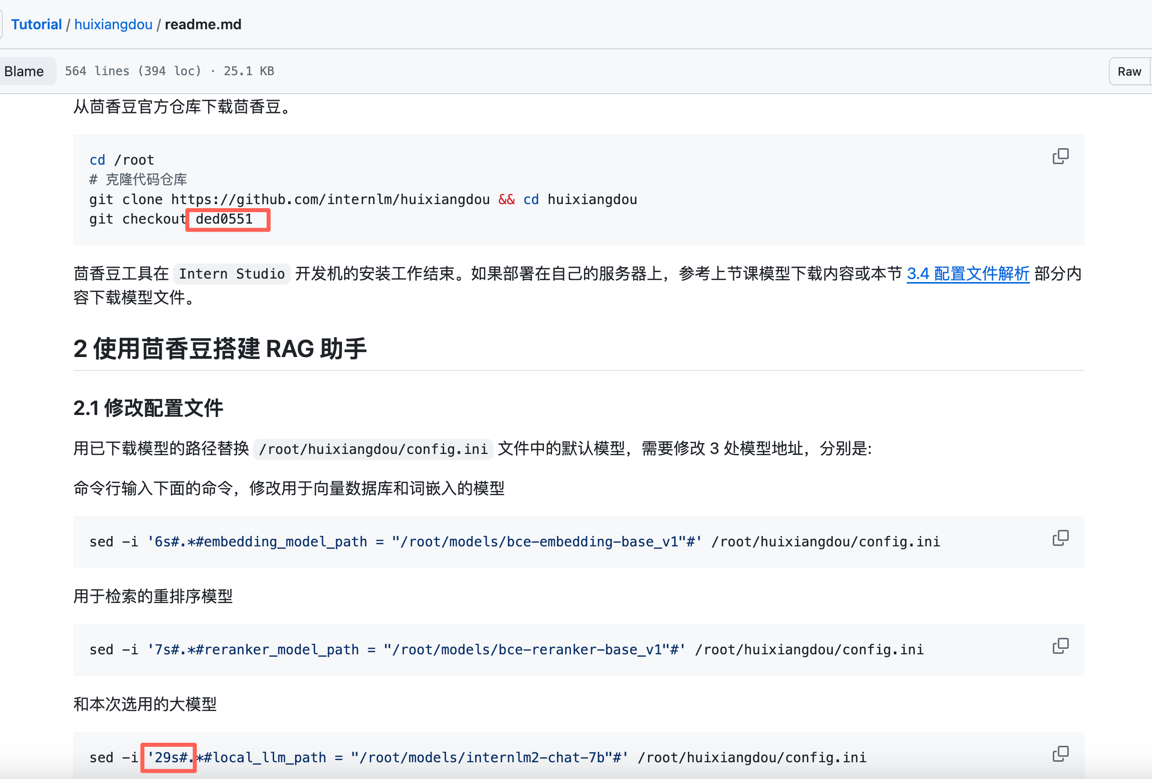 Tutorial / huixiangdou / readme.md
Blame 564 lines (394 loc) · 25.1 KB Raw
从茴香豆官方仓库下载茴香豆。
cd /root
# 克隆代码仓库
git clone https://github.com/internlm/huixiangdou && cd huixiangdou
git checkout ded0551
茴香豆工具在 Intern Studio 开发机的安装工作结束。如果部署在自己的服务器上，参考上节课模型下载内容或本节 3.4 配置文件解析 部分内
容下载模型文件。
2 使用茴香豆搭建 RAG 助手
2.1 修改配置文件
用已下载模型的路径替换 /root/huixiangdou/config.ini 文件中的默认模型，需要修改 3 处模型地址，分别是:
命令行输入下面的命令，修改用于向量数据库和词嵌入的模型
sed -i '6s#.*#embedding_model_path = "/root/models/bce-embedding-base_v1"#' /root/huixiangdou/config.ini
用于检索的重排序模型
sed -i '7s#.*#reranker_model_path = "/root/models/bce-reranker-base_v1"#' /root/huixiangdou/config.ini
和本次选用的大模型
sed -i '29s#.*#local_llm_path = "/root/models/internlm2-chat-7b"#' /root/huixiangdou/config.ini